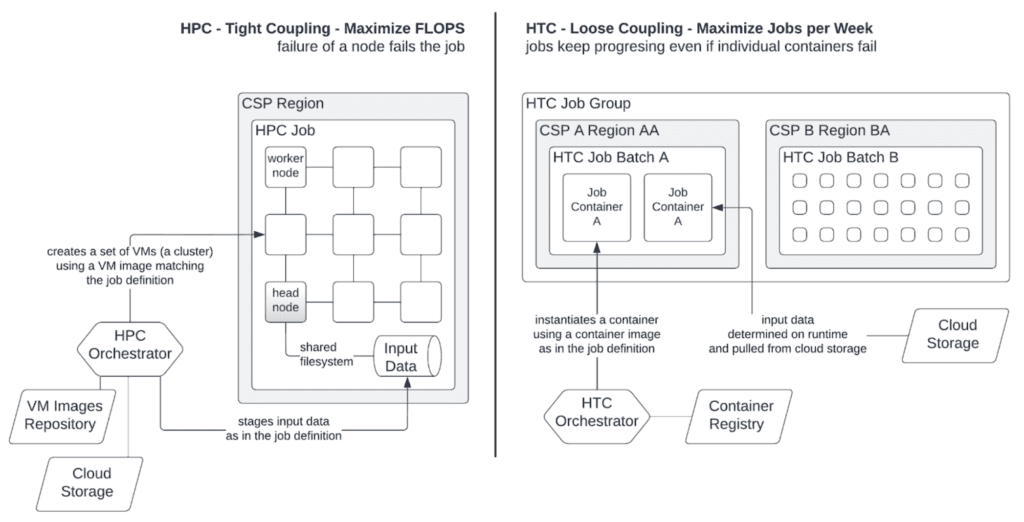 HPC - Tight Coupling - Maximize FLOPS
failure of a node fails the job
CSP Region
HPC Job
worker
node
creates a set of VMs (a cluster)
using a VM image matching
the job definition
head
node
HPC
Orchestrator
shared
filesystem
Input
Data
VM Images
Repository
stages input data
as in the job definition
Cloud
Storage
HTC - Loose Coupling - Maximize Jobs per Week
jobs keep progresing even if individual containers fail
HTC Job Group
CSP A Region AA
HTC Job Batch A
Job
Container
A
Job
Container
A
CSP B Region BA
HTC Job Batch B
instantiates a container
using a container image
as in the job definition
input data
determined on runtime
and pulled from cloud storage
Cloud
Storage
HTC
Orchestrator
Container
Registry